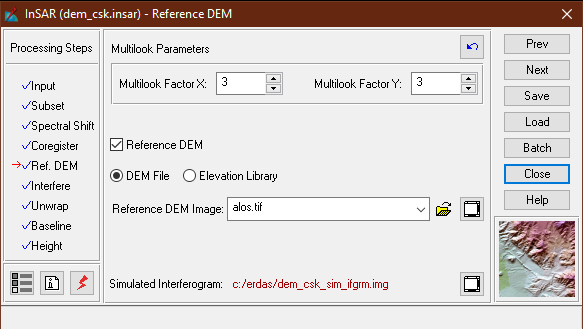 InSAR (dem_csk.insar) - Reference DEM
Processing Steps
Input
Subset
Spectral Shift
Coregister
Ref. DEM
Interfere
Unwrap
Baseline
Height
Multilook Parameters
Multilook Factor X: 3 Multilook Factor Y: 3
Reference DEM
DEM File Elevation Library
Reference DEM Image: alos.tif
Simulated Interferogram: c:/erdas/dem_csk_sim_ifgrm.img
Prev
Next
Save
Load
Batch
Close
Help